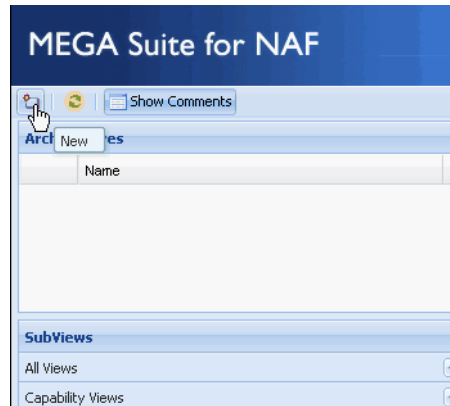 MEGA Suite for NAF
Show Comments
New
Name
SubViews
All Views
Capability Views